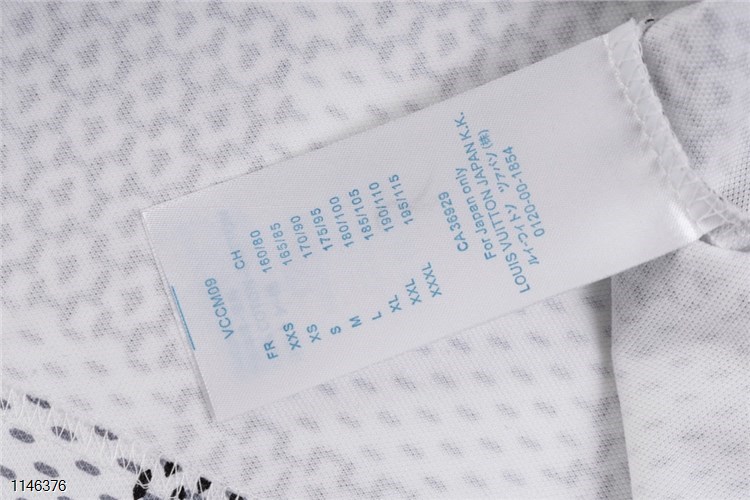 VCCM09
FR CH
XXS 160/80
XS 165/85
S 170/90
M 175/95
L 180/100
XL 185/105
XXL 190/110
XXXL 195/115
CA 36929
For Japan only
LOUIS VUITTON JAPAN K.K.
ルイ・ヴィトン ジャパン(株)
0120-00-1854
1146376